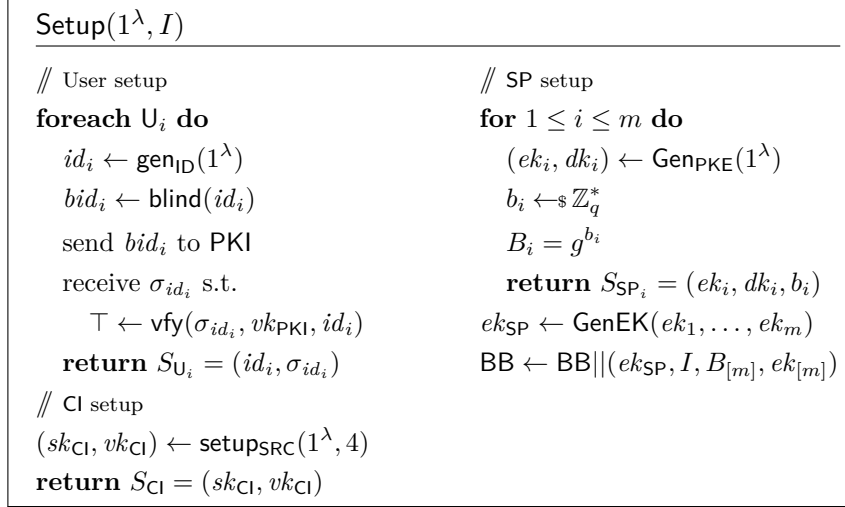 Setup(1^λ, I)
// User setup
foreach U_i do
id_i ← gen_ID(1^λ)
bid_i ← blind(id_i)
send bid_i to PKI
receive σ_{id_i} s.t.
⊤ ← vfy(σ_{id_i}, vk_PKI, id_i)
return S_{U_i} = (id_i, σ_{id_i})
// CI setup
(sk_CI, vk_CI) ← setup_SRC(1^λ, 4)
return S_CI = (sk_CI, vk_CI)
// SP setup
for 1 ≤ i ≤ m do
(ek_i, dk_i) ← Gen_PKE(1^λ)
b_i ←$ ℤ_q^*
B_i = g^{b_i}
return S_{SP_i} = (ek_i, dk_i, b_i)
ek_SP ← GenEK(ek_1, . . . , ek_m)
BB ← BB||(ek_SP, I, B_{[m]}, ek_{[m]})